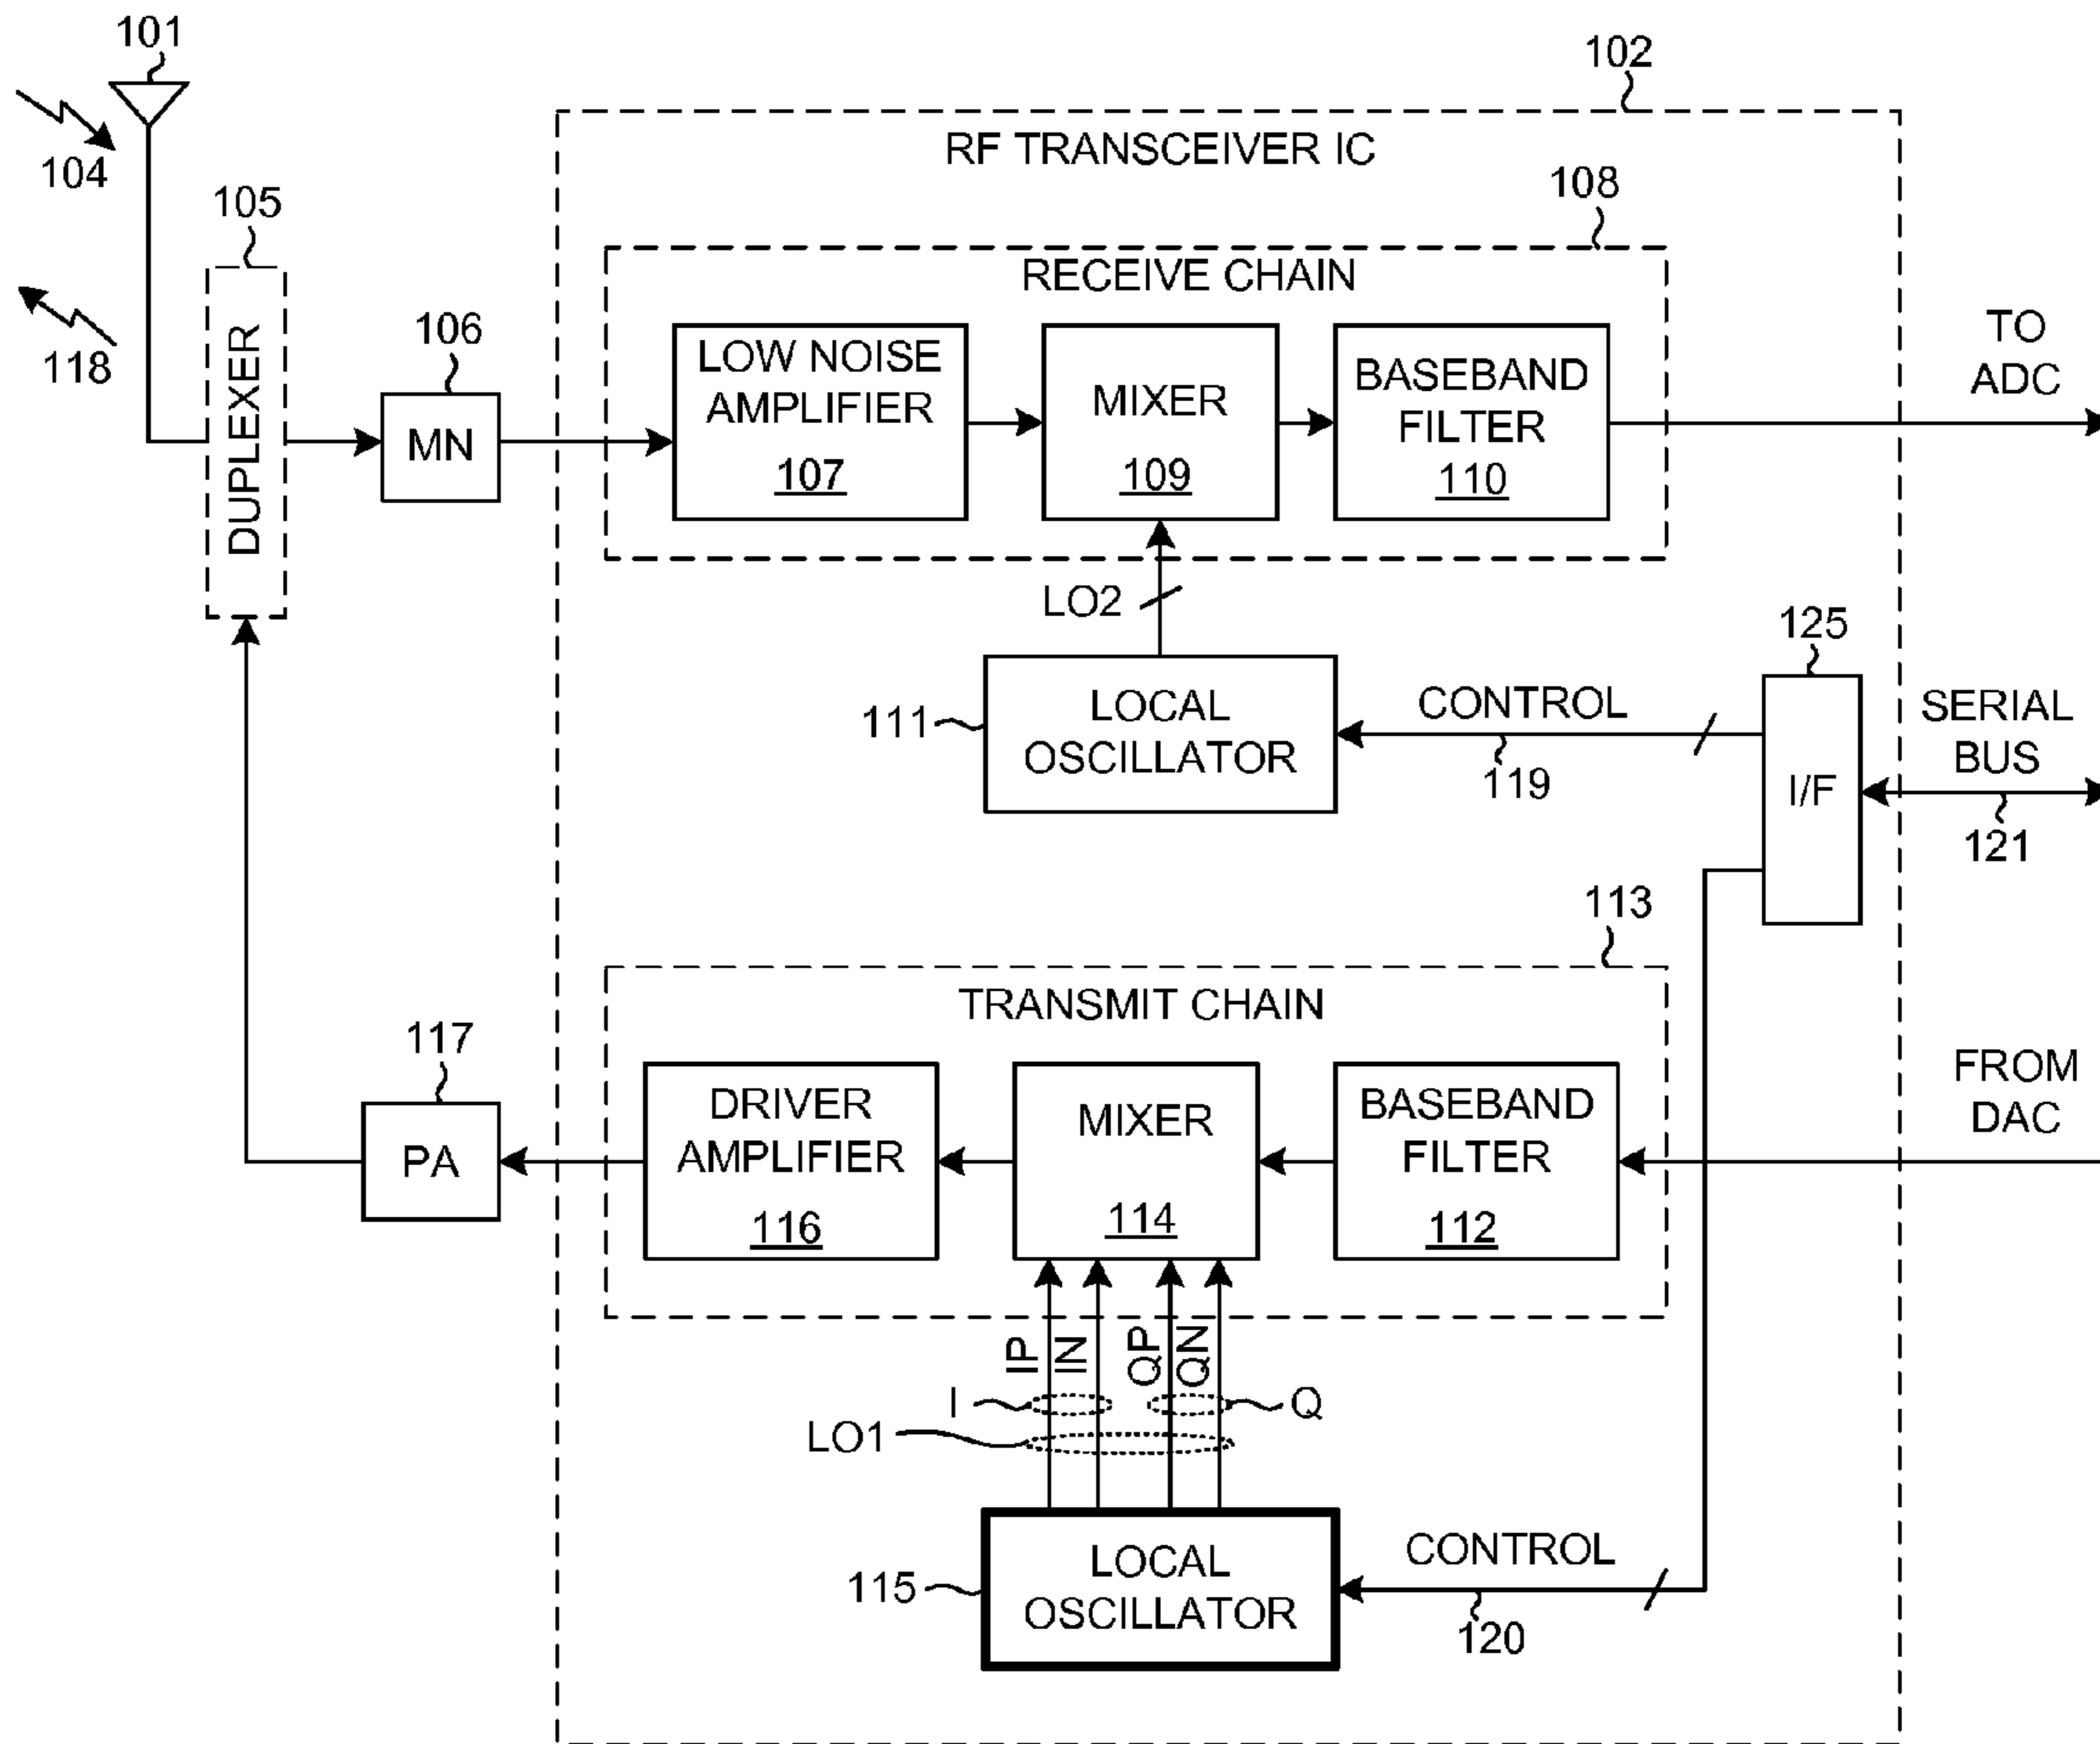 101
102
RF TRANSCEIVER IC
104
105
108
RECEIVE CHAIN
118
DUPLEXER
106
MN
LOW NOISE
AMPLIFIER
107
MIXER
109
BASEBAND
FILTER
110
TO
ADC
LO2
125
111
LOCAL
OSCILLATOR
CONTROL
119
I/F
SERIAL
BUS
121
113
TRANSMIT CHAIN
117
PA
DRIVER
AMPLIFIER
116
MIXER
114
BASEBAND
FILTER
112
FROM
DAC
IP
IN
QP
QN
I
Q
LO1
115
LOCAL
OSCILLATOR
CONTROL
120